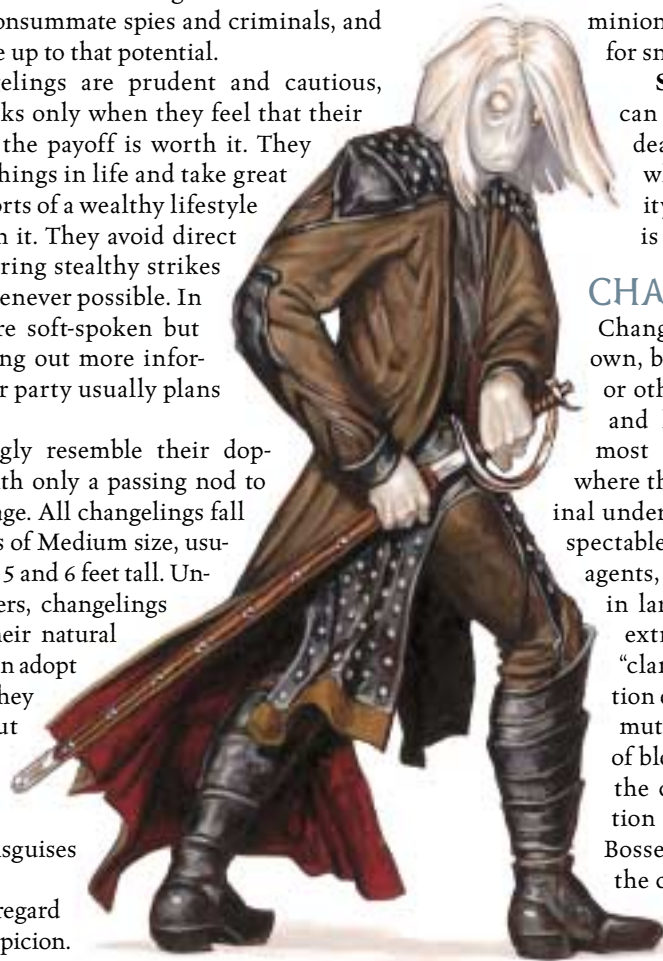 onsummate spies and criminals, and
e up to that potential.
gelings are prudent and cautious,
ks only when they feel that their
the payoff is worth it. They
hings in life and take great
orts of a wealthy lifestyle
n it. They avoid direct
ring stealthy strikes
enever possible. In
re soft-spoken but
ng out more infor-
r party usually plans
gly resemble their dop-
th only a passing nod to
age. All changelings fall
s of Medium size, usu-
5 and 6 feet tall. Un-
ers, changelings
heir natural
n adopt
hey
ut
sguises
regard
spicion.
minion
for sn
S
can
dea
w
ity
is
CHA
Chang
own, b
or oth
and
most
where th
inal under
spectable
agents,
in lar
extr
“clan
tion o
mut
of blo
the c
tion
Bosse
the d